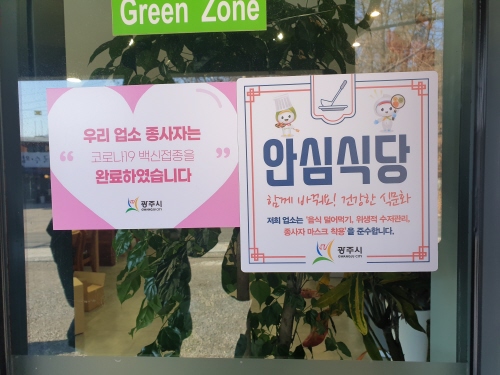 Green Zone
우리 업소 종사자는
“코로나19 백신접종을”
완료하였습니다
광주시
GWANGJU CITY
안심식당
함께 바꿔요! 건강한 식문화
저희 업소는 '음식 덜어먹기, 위생적 수저관리,
종사자 마스크 착용'을 준수합니다.
광주시
GWANGJU CITY